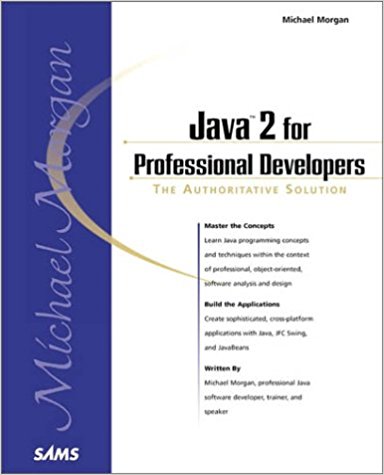 Michael Morgan
Michael Morgan
Java™ 2 for
Professional Developers
THE AUTHORITATIVE SOLUTION
Master the Concepts
Learn Java programming concepts
and techniques within the context
of professional, object-oriented,
software analysis and design
Build the Applications
Create sophisticated, cross-platform
applications with Java, JFC Swing,
and JavaBeans
Written By
Michael Morgan, professional Java
software developer, trainer, and
speaker
SAMS